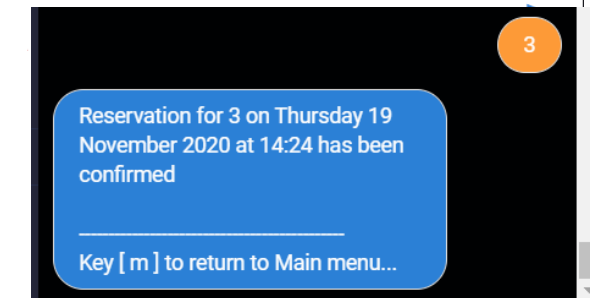 3
Reservation for 3 on Thursday 19
November 2020 at 14:24 has been
confirmed
Key [ m ] to return to Main menu...